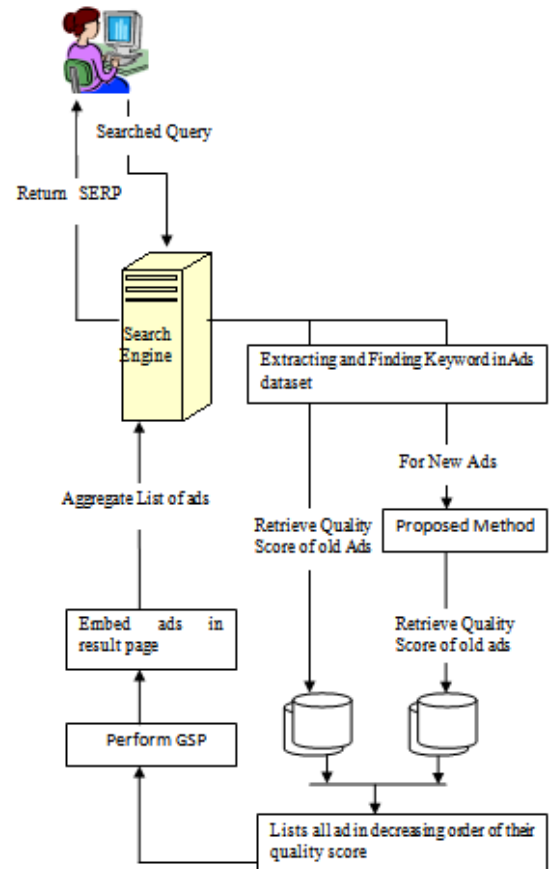 Searched Query
Return SERP
Search
Engine
Extracting and Finding Keyword in Ads
dataset
For New Ads
Aggregate List of ads
Retrieve Quality
Score of old Ads
Proposed Method
Embed ads in
result page
Retrieve Quality
Score of old ads
Perform GSP
Lists all ad in decreasing order of their
quality score